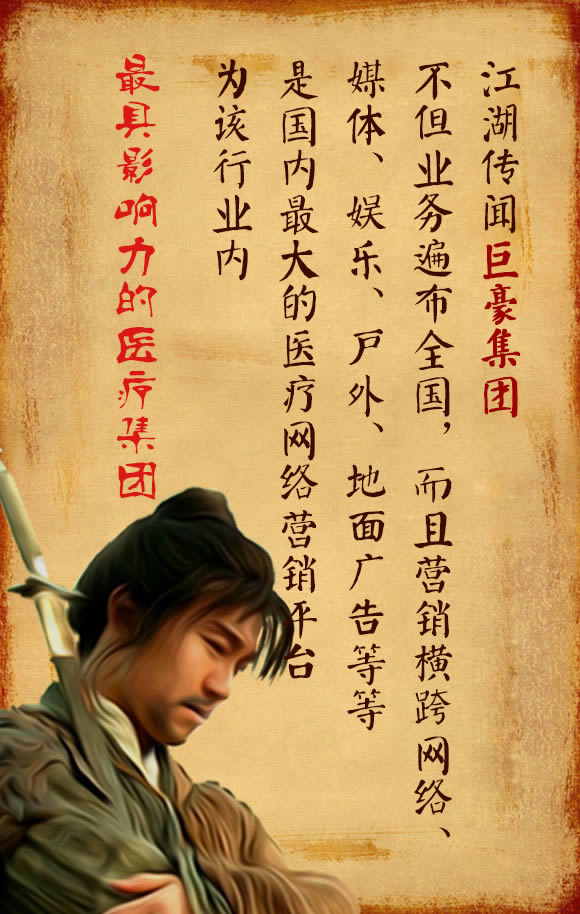 江湖传闻巨豪集团
不但业务遍布全国，而且营销横跨网络、
媒体、娱乐、户外、地面广告等等
是国内最大的医疗网络营销平台
为该行业内
最具影响力的医疗集团